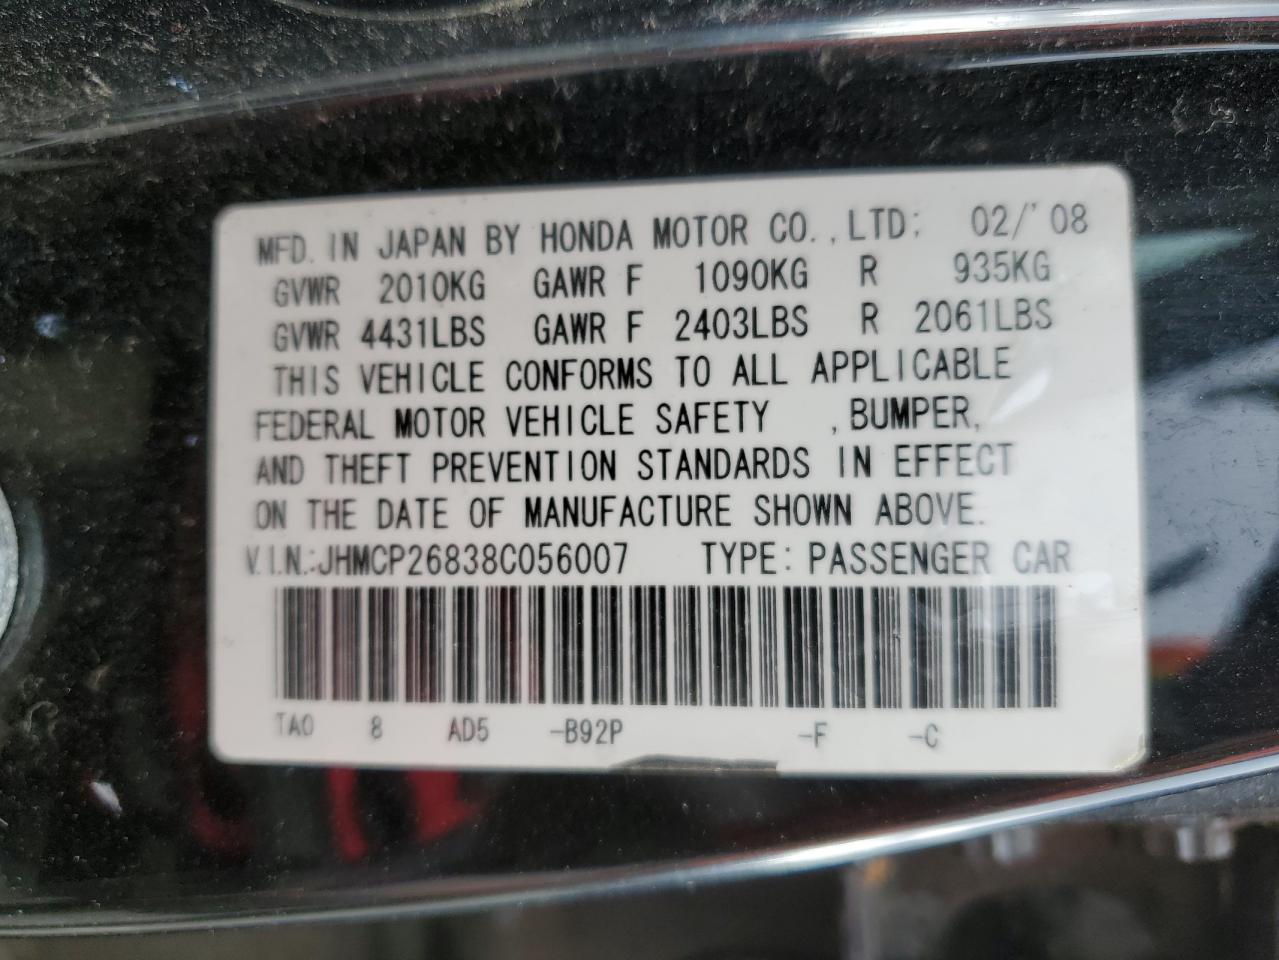 MFD. IN JAPAN BY HONDA MOTOR CO., LTD; 02/'08
GVWR 2010KG GAWR F 1090KG R 935KG
GVWR 4431LBS GAWR F 2403LBS R 2061LBS
THIS VEHICLE CONFORMS TO ALL APPLICABLE
FEDERAL MOTOR VEHICLE SAFETY , BUMPER,
AND THEFT PREVENTION STANDARDS IN EFFECT
ON THE DATE OF MANUFACTURE SHOWN ABOVE.
V.I.N.:JHMCP26838C056007 TYPE: PASSENGER CAR
TA0 8 AD5 -B92P -F -C